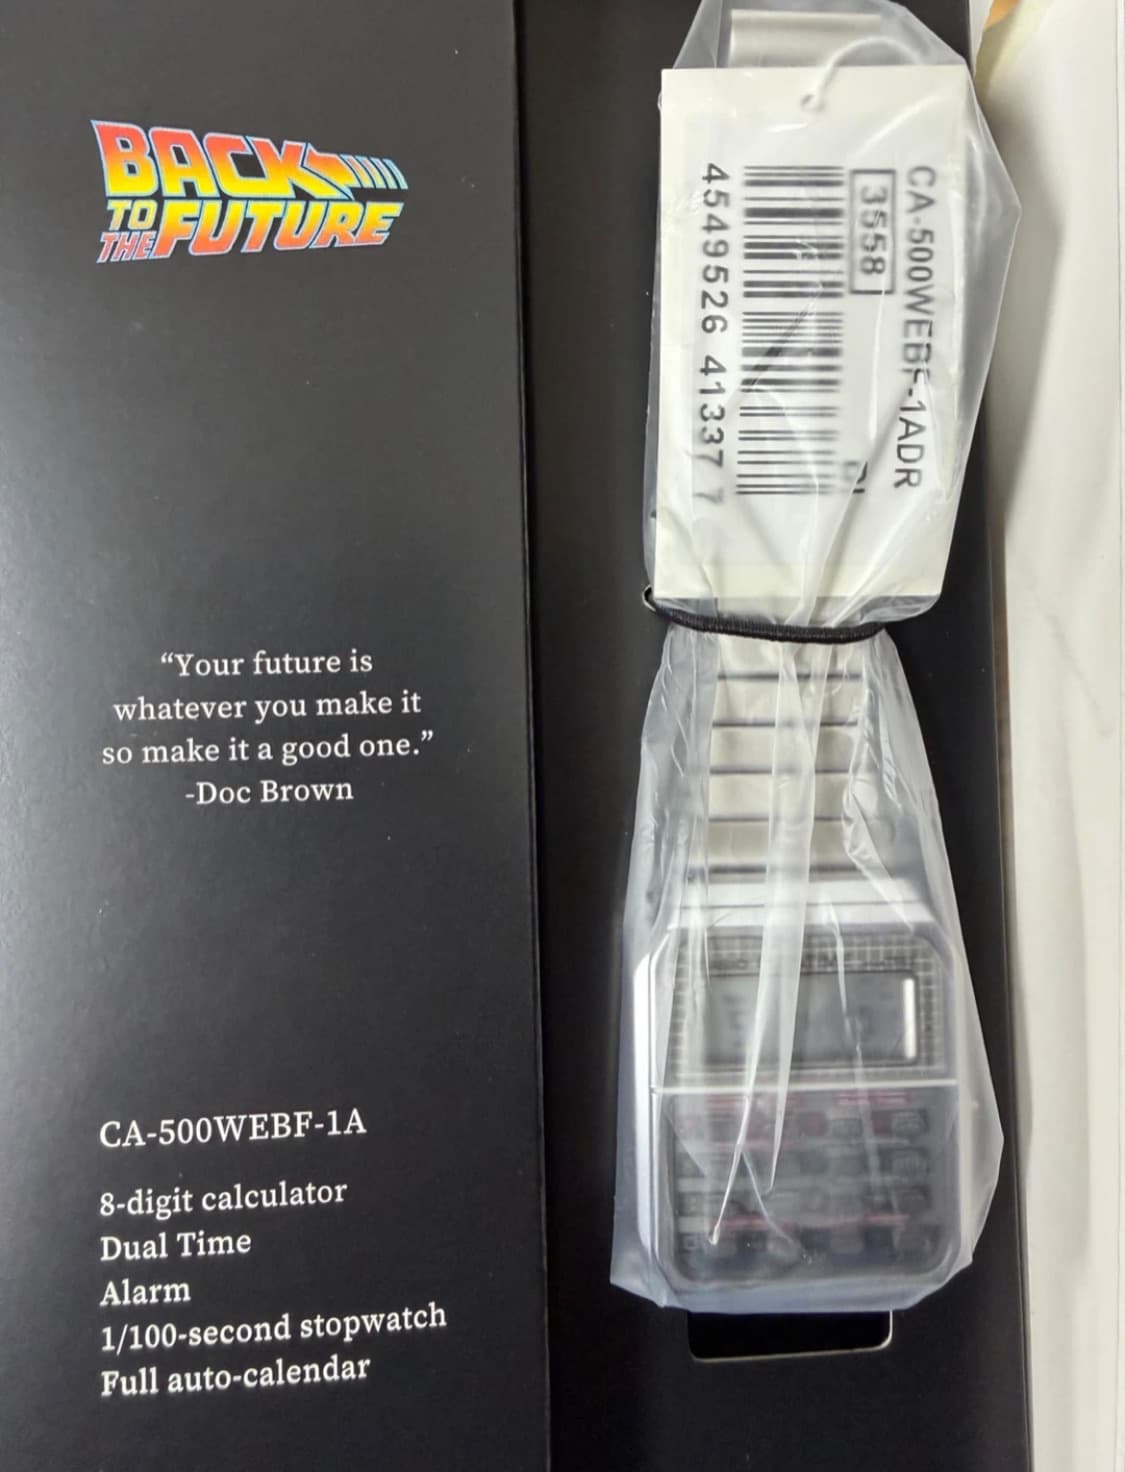 BACK
TO
THE FUTURE
“Your future is
whatever you make it
so make it a good one.”
-Doc Brown
CA-500WEBF-1A
8-digit calculator
Dual Time
Alarm
1/100-second stopwatch
Full auto-calendar
CA-500WEBF-1ADR
3558
4549526 41337 7